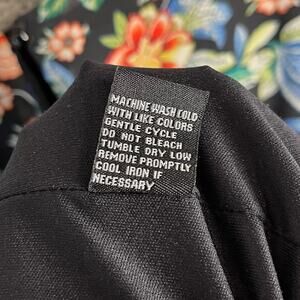 MACHINE WASH COLD
WITH LIKE COLORS
GENTLE CYCLE
DO NOT BLEACH
TUMBLE DRY LOW
REMOVE PROMPTLY
COOL IRON IF
NECESSARY